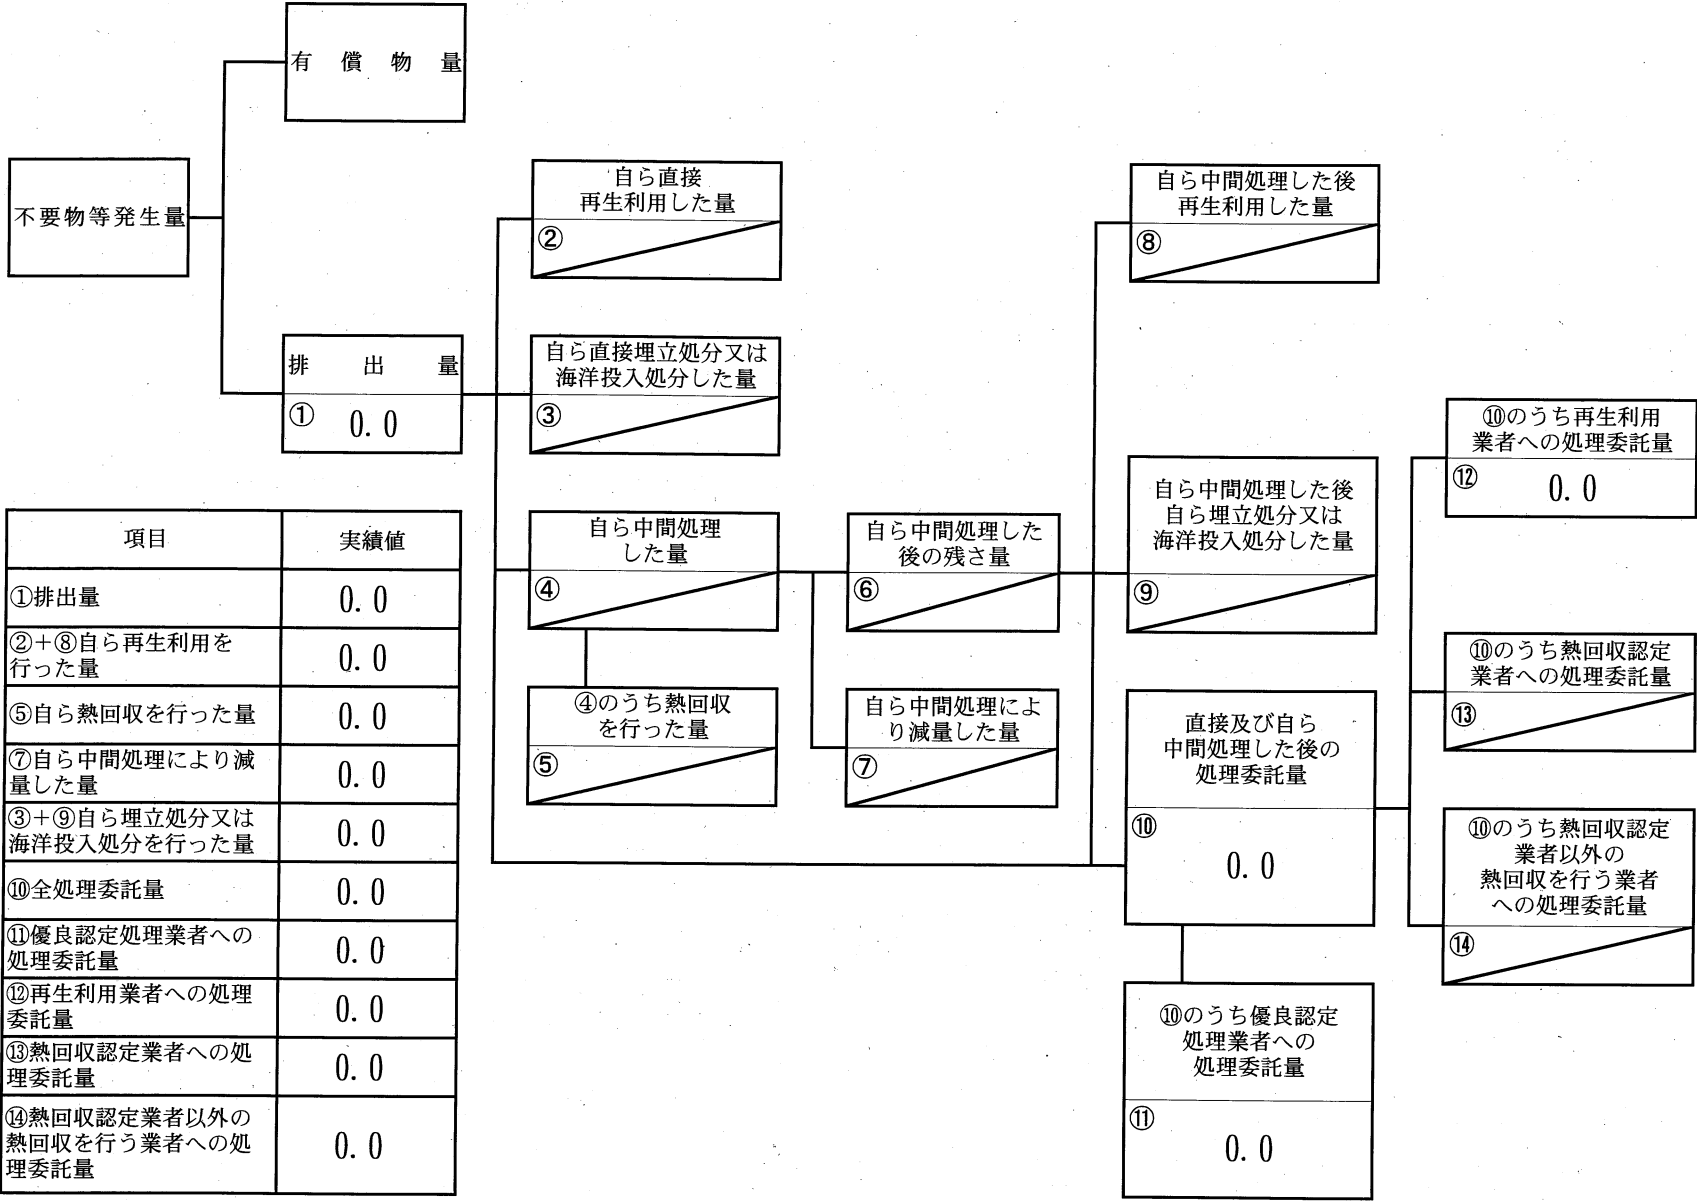 有償物量
不要物等発生量
排出量
① 0.0
自ら直接
再生利用した量
②
自ら直接埋立処分又は
海洋投入処分した量
③
自ら中間処理
した量
④
④のうち熱回収
を行った量
⑤
自ら中間処理した
後の残さ量
⑥
自ら中間処理によ
り減量した量
⑦
自ら中間処理した後
再生利用した量
⑧
自ら中間処理した後
自ら埋立処分又は
海洋投入処分した量
⑨
直接及び自ら
中間処理した後の
処理委託量
⑩
0.0
⑩のうち優良認定
処理業者への
処理委託量
⑪
0.0
⑩のうち再生利用
業者への処理委託量
⑫ 0.0
⑩のうち熱回収認定
業者への処理委託量
⑬
⑩のうち熱回収認定
業者以外の
熱回収を行う業者
への処理委託量
⑭
項目 実績値
①排出量 0.0
②＋⑧自ら再生利用を
行った量 0.0
⑤自ら熱回収を行った量 0.0
⑦自ら中間処理により減
量した量 0.0
③＋⑨自ら埋立処分又は
海洋投入処分を行った量 0.0
⑩全処理委託量 0.0
⑪優良認定処理業者への
処理委託量 0.0
⑫再生利用業者への処理
委託量 0.0
⑬熱回収認定業者への処
理委託量 0.0
⑭熱回収認定業者以外の
熱回収を行う業者への処
理委託量 0.0